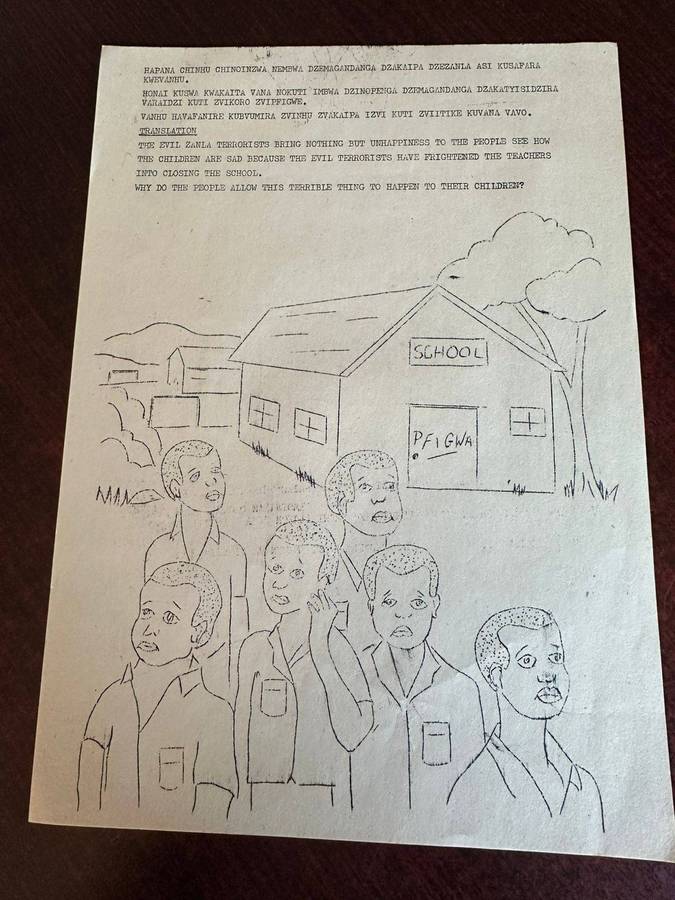 HAPANA CHINHU CHINOINZWA NEMBWA DZEMAGANDANGA DZAKAIPA DZEZANLA ASI KUSAFARA
KWEVANHU.
HONAI KUSWA KWAKAITA VANA NOKUTI IMBWA DZINOPENGA DZEMAGANDANGA DZAKATYISIDZIRA
VARAIDZI KUTI ZVIKORO ZVIPFIGWE.
VANHU HAVAFANIRE KUBVUMIRA ZVINHU ZVAKAIPA IZVI KUTI ZVIITIKE KUVANA VAVO.
TRANSLATION
THE EVIL ZANLA TERRORISTS BRING NOTHING BUT UNHAPPINESS TO THE PEOPLE SEE HOW
THE CHILDREN ARE SAD BECAUSE THE EVIL TERRORISTS HAVE FRIGHTENED THE TEACHERS
INTO CLOSING THE SCHOOL.
WHY DO THE PEOPLE ALLOW THIS TERRIBLE THING TO HAPPEN TO THEIR CHILDREN?
SCHOOL
PFIGWA